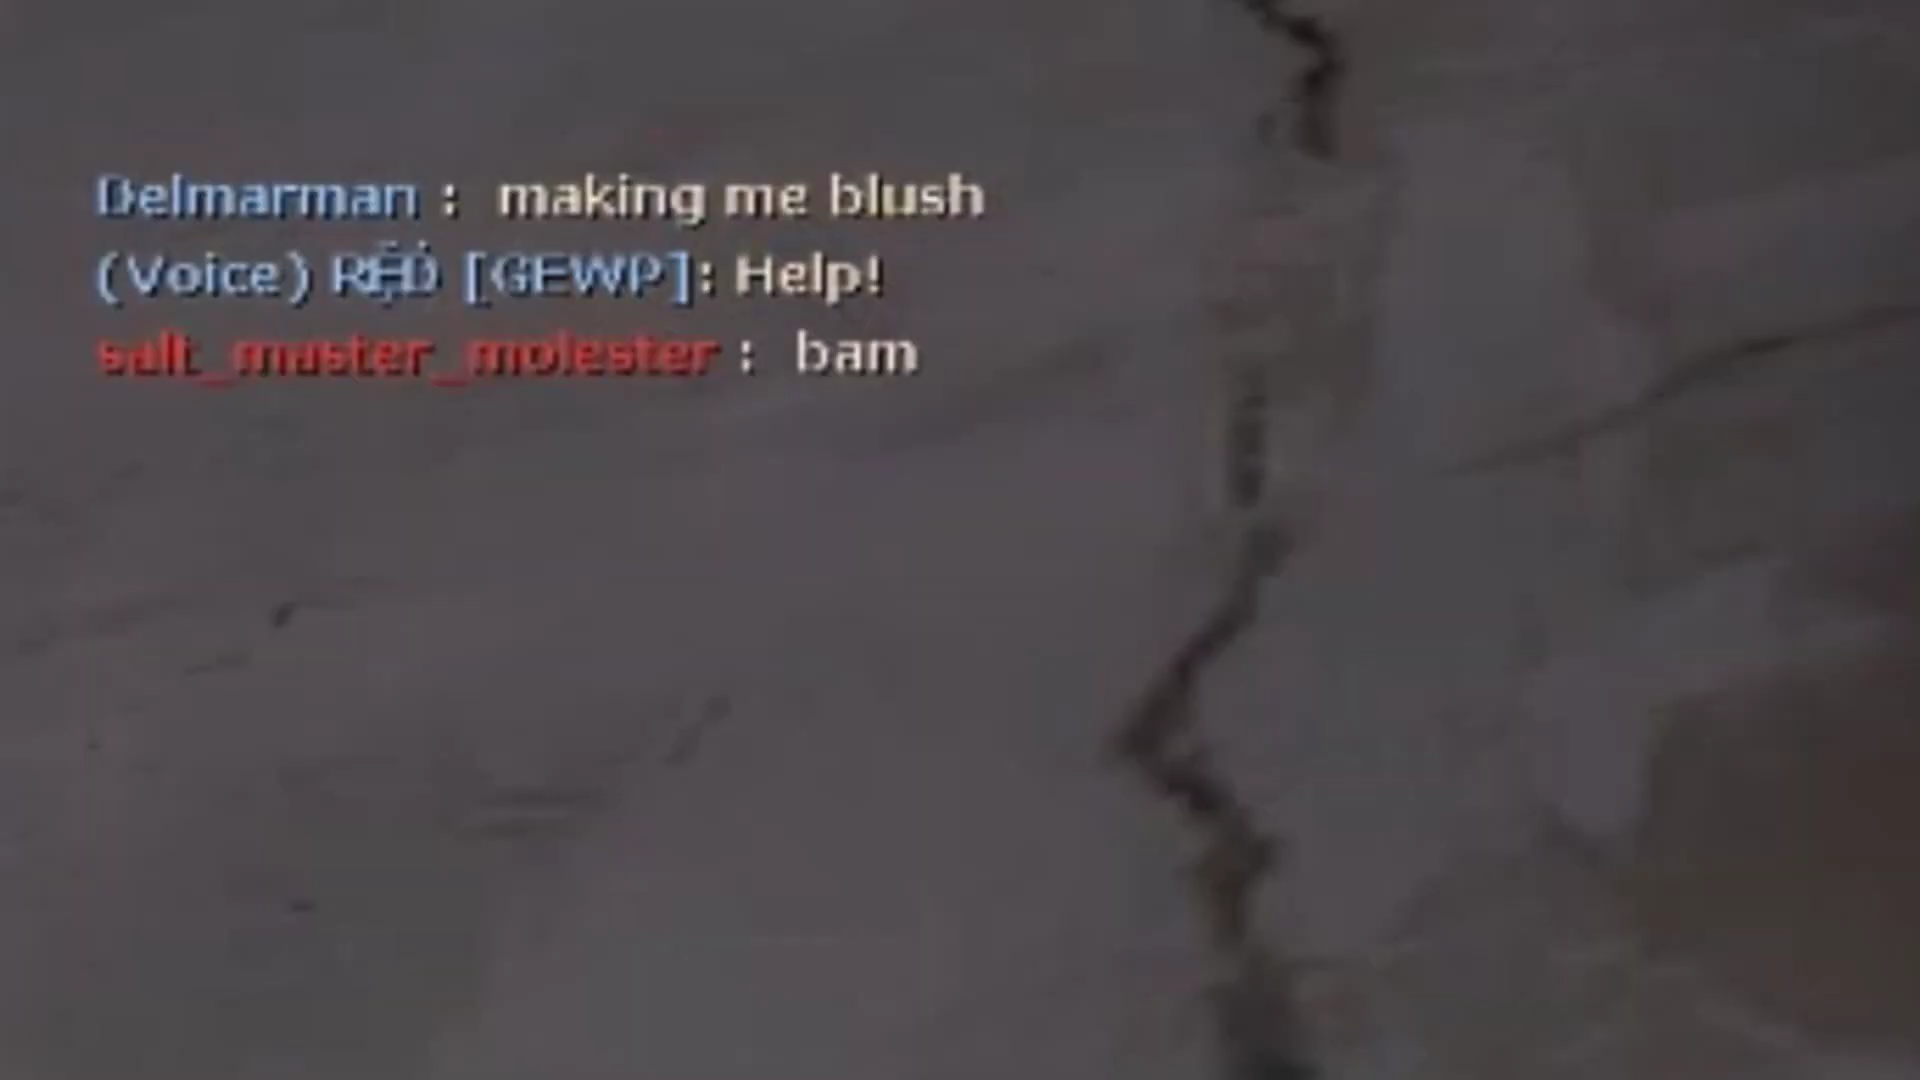 Delmarman :  making me blush
(Voice) RED [GEWP]: Help!
salt_master_molester :  bam